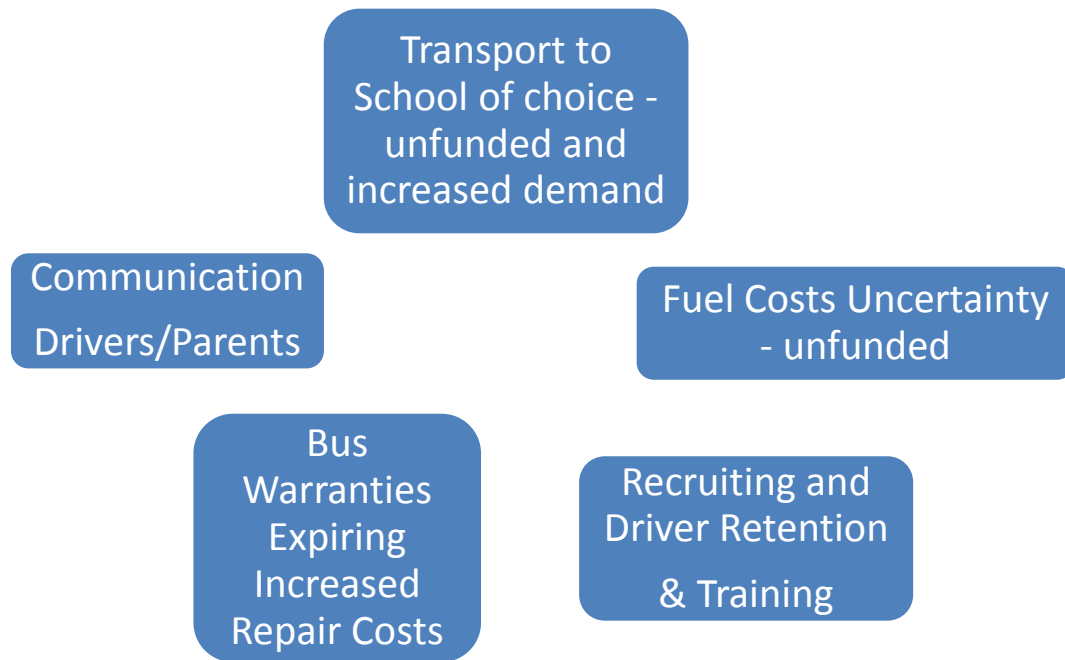 Transport to
School of choice -
unfunded and
increased demand
Communication
Drivers/Parents
Fuel Costs Uncertainty
- unfunded
Bus
Warranties
Expiring
Increased
Repair Costs
Recruiting and
Driver Retention
& Training